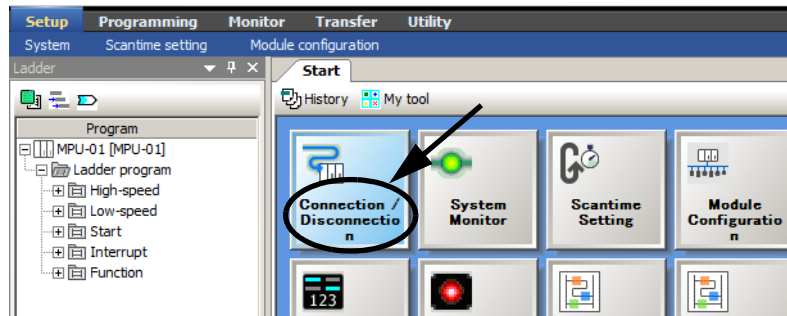 Setup Programming Monitor Transfer Utility
System Scantime setting Module configuration
Ladder
Start
History My tool
Program
MPU-01 [MPU-01]
Ladder program
High-speed
Low-speed
Start
Interrupt
Function
Connection /
Disconnectio
n
System
Monitor
Scantime
Setting
Module
Configuratio
n
123